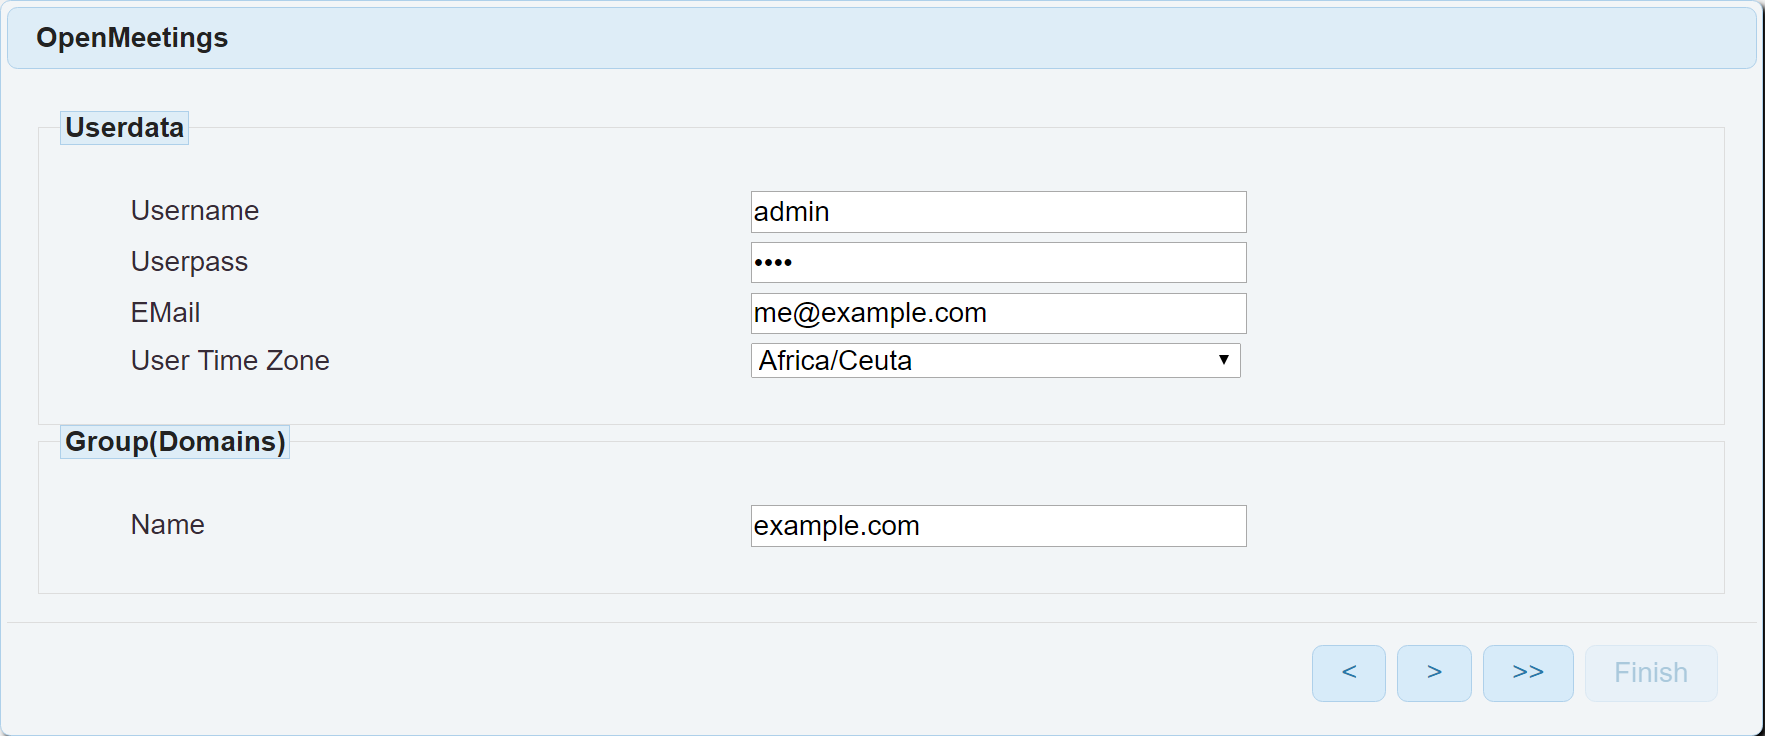 OpenMeetings
Userdata
Username admin
Userpass ••••
EMail me@example.com
User Time Zone Africa/Ceuta ▼
Group(Domains)
Name example.com
< > >> Finish